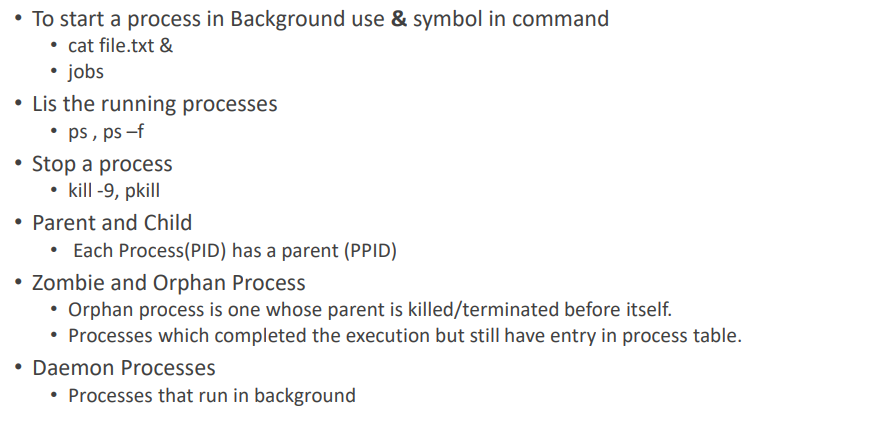 • To start a process in Background use & symbol in command
• cat file.txt &
• jobs
• Lis the running processes
• ps , ps –f
• Stop a process
• kill -9, pkill
• Parent and Child
• Each Process(PID) has a parent (PPID)
• Zombie and Orphan Process
• Orphan process is one whose parent is killed/terminated before itself.
• Processes which completed the execution but still have entry in process table.
• Daemon Processes
• Processes that run in background